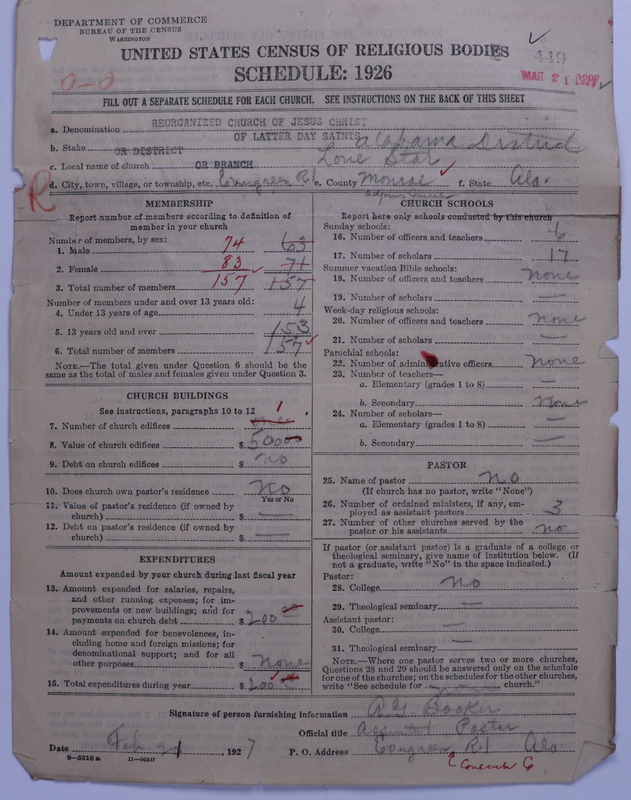 DEPARTMENT OF COMMERCE
BUREAU OF THE CENSUS
WASHINGTON
449
UNITED STATES CENSUS OF RELIGIOUS BODIES
MAR 21 1927
SCHEDULE: 1926
FILL OUT A SEPARATE SCHEDULE FOR EACH CHURCH. SEE INSTRUCTIONS ON THE BACK OF THIS SHEET
a. Denomination REORGANIZED CHURCH OF JESUS CHRIST
OF LATTER DAY SAINTS
b. Stake OR DISTRICT Alabama District
c. Local name of church OR BRANCH Lone Star
d. City, town, village, or township, etc. Evergreen R1 e. County Monroe f. State Ala.
R
MEMBERSHIP
Report number of members according to definition of
member in your church
Number of members, by sex:
1. Male 74 63
2. Female 83 71
3. Total number of members 157 157
Number of members under and over 13 years old:
4. Under 13 years of age 4
5. 13 years old and over 153
6. Total number of members 157
NOTE.—The total given under Question 6 should be
the same as the total of males and females given under Question 3.
CHURCH BUILDINGS
See instructions, paragraphs 10 to 12
7. Number of church edifices one 1
8. Value of church edifices $ 500 00
9. Debt on church edifices $ no
10. Does church own pastor's residence No
Yes or No
11. Value of pastor's residence (if owned by
church) $ —
12. Debt on pastor's residence (if owned by
church) $ —
EXPENDITURES
Amount expended by your church during last fiscal year
13. Amount expended for salaries, repairs,
and other running expenses; for im-
provements or new buildings; and for
payments on church debt $ 200 00
14. Amount expended for benevolences, in-
cluding home and foreign missions; for
denominational support; and for all
other purposes $ None
15. Total expenditures during year $ 200
CHURCH SCHOOLS
Report here only schools conducted by this church
Sunday schools:
16. Number of officers and teachers 6
17. Number of scholars 17
Summer vacation Bible schools:
18. Number of officers and teachers None
19. Number of scholars —
Week-day religious schools:
20. Number of officers and teachers none
21. Number of scholars —
Parochial schools:
22. Number of administrative officers None
23. Number of teachers—
a. Elementary (grades 1 to 8) —
b. Secondary None
24. Number of scholars—
a. Elementary (grades 1 to 8) —
b. Secondary —
PASTOR
25. Name of pastor no
(If church has no pastor, write "None")
26. Number of ordained ministers, if any, em-
ployed as assistant pastors 3
27. Number of other churches served by the
pastor or his assistants no
If pastor (or assistant pastor) is a graduate of a college or
theological seminary, give name of institution below. (If
not a graduate, write "No" in the space indicated.)
Pastor:
28. College no
29. Theological seminary —
Assistant pastor:
30. College —
31. Theological seminary —
NOTE.—Where one pastor serves two or more churches,
Questions 28 and 29 should be answered only on the schedule
for one of the churches; on the schedules for the other churches,
write "See schedule for church."
Signature of person furnishing information A G Booker
Official title Pastor
Date Feb 1927 P. O. Address Evergreen R1 Ala
8-5518a 11-9054f
Conecuh C